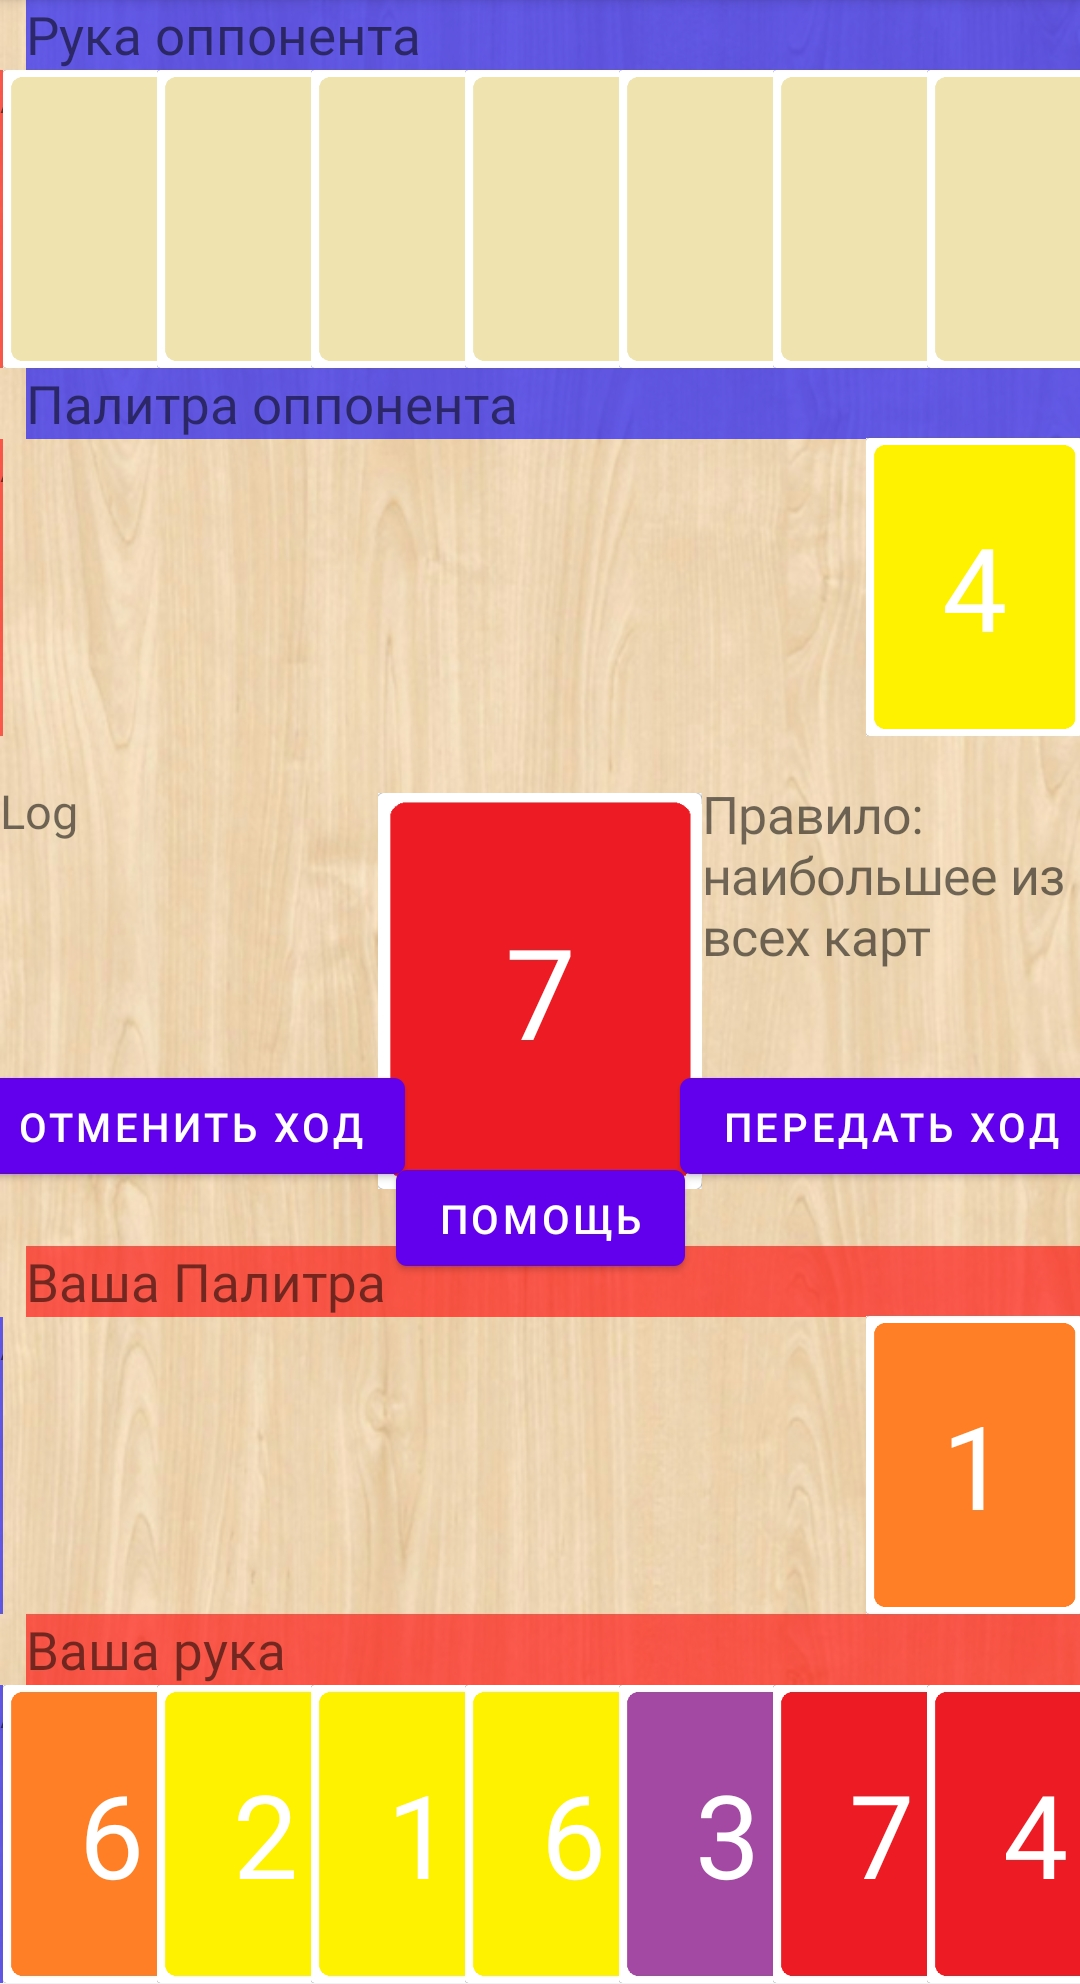 Рука оппонента
Палитра оппонента
4
Log
Правило:
наибольшее из
всех карт
7
ОТМЕНИТЬ ХОД
ПЕРЕДАТЬ ХОД
ПОМОЩЬ
Ваша Палитра
1
Ваша рука
6 2 1 6 3 7 4